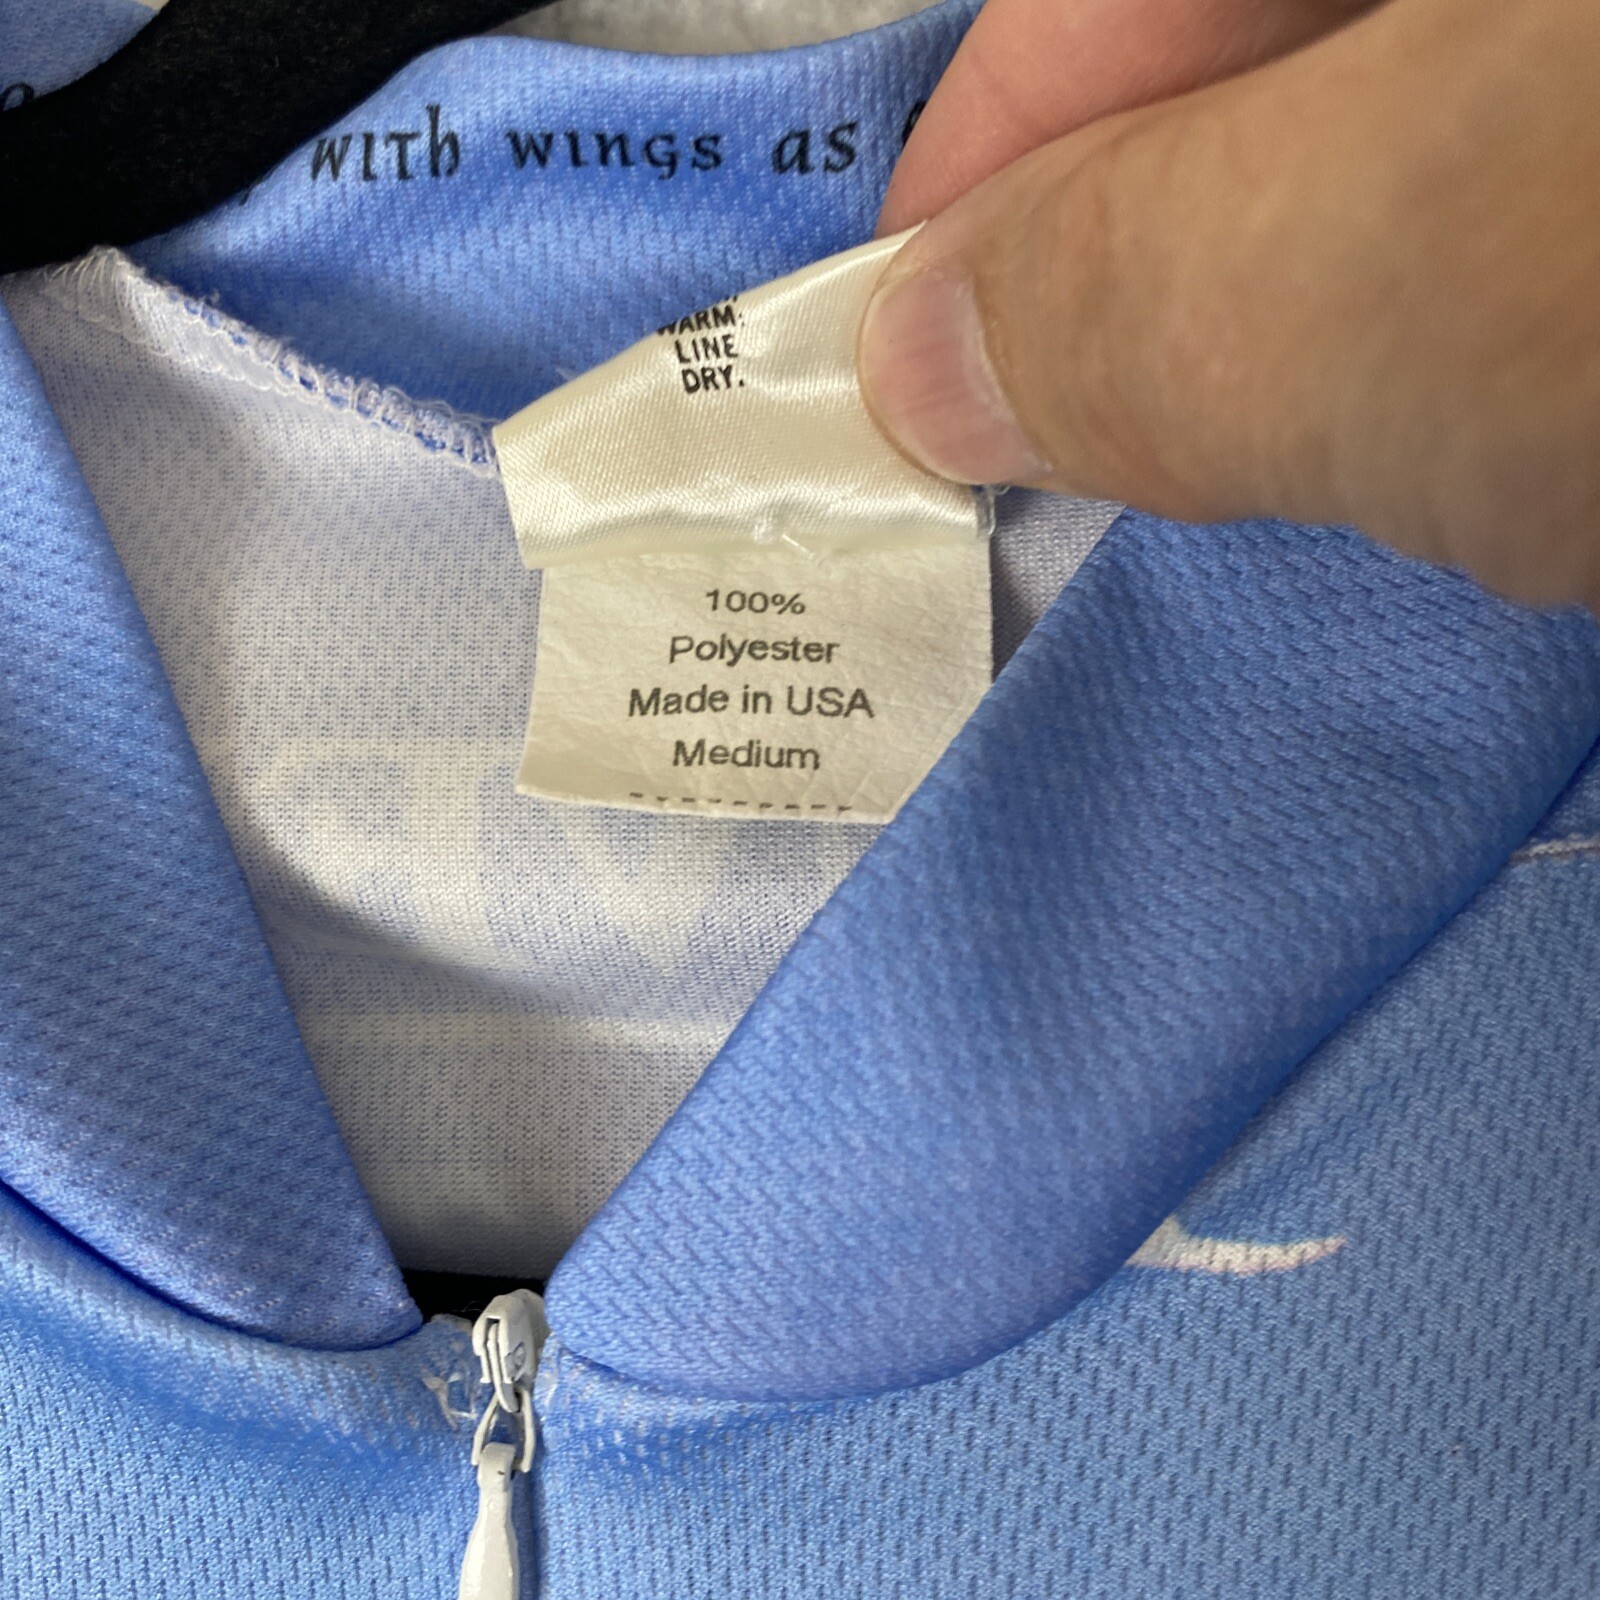 with wings as
WARM.
LINE
DRY.
100%
Polyester
Made in USA
Medium